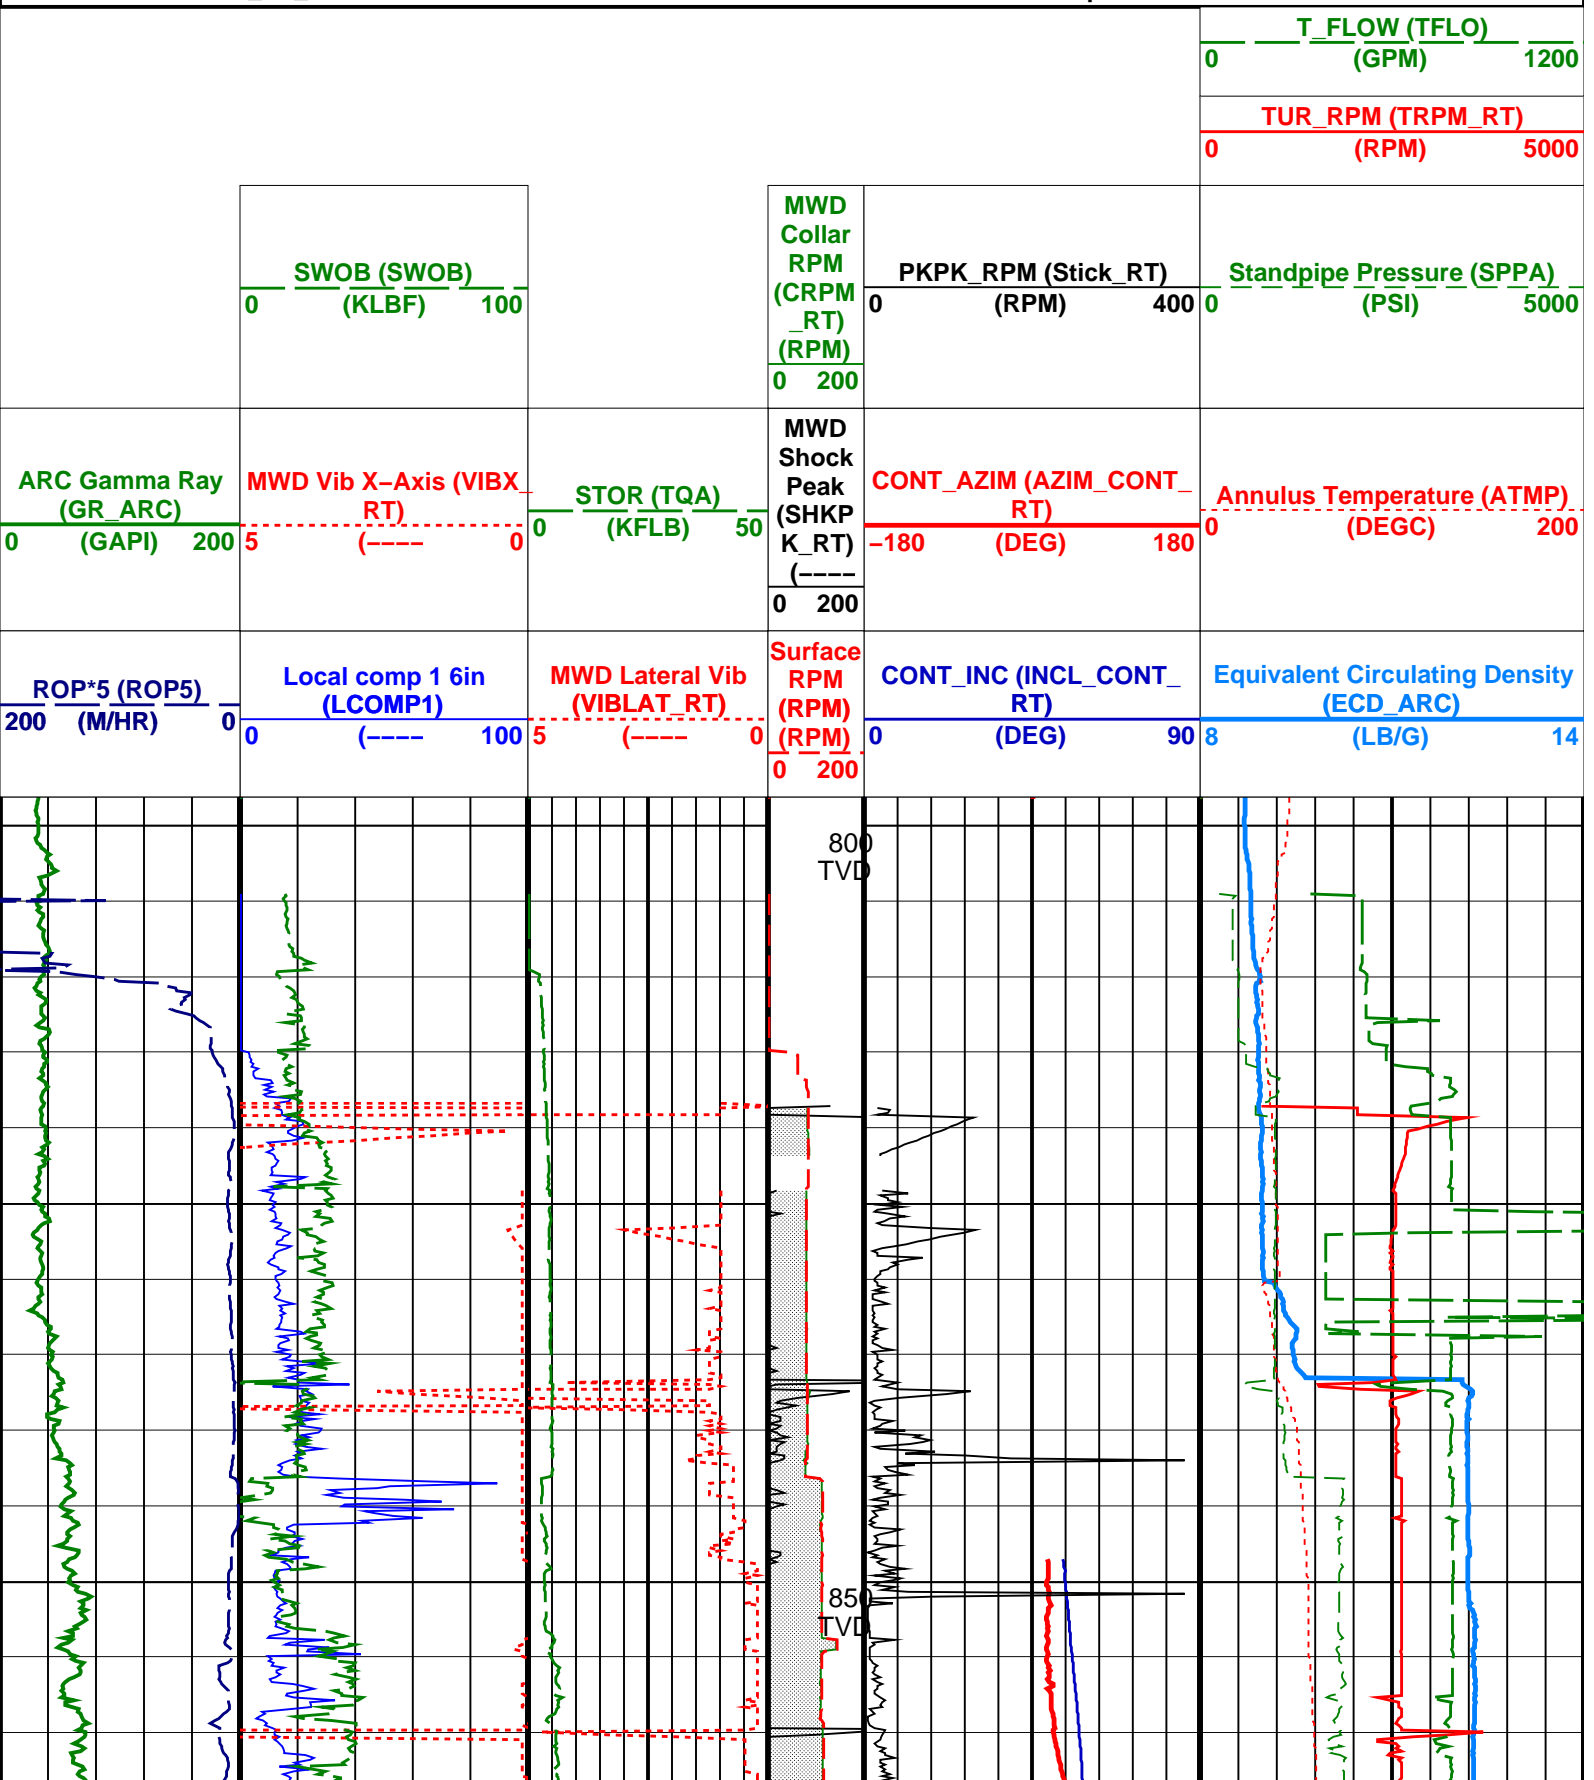 T_FLOW (TFLO)
0 (GPM) 1200
TUR_RPM (TRPM_RT)
0 (RPM) 5000
SWOB (SWOB)
0 (KLBF) 100
MWD
Collar
RPM
(CRPM
_RT)
(RPM)
0 200
PKPK_RPM (Stick_RT)
0 (RPM) 400
Standpipe Pressure (SPPA)
0 (PSI) 5000
ARC Gamma Ray
(GR_ARC)
0 (GAPI) 200
MWD Vib X−Axis (VIBX_
RT)
5 (−−−− 0
STOR (TQA)
0 (KFLB) 50
MWD
Shock
Peak
(SHKP
K_RT)
(−−−−
0 200
CONT_AZIM (AZIM_CONT_
RT)
−180 (DEG) 180
Annulus Temperature (ATMP)
0 (DEGC) 200
ROP*5 (ROP5)
200 (M/HR) 0
Local comp 1 6in
(LCOMP1)
0 (−−−− 100
MWD Lateral Vib
(VIBLAT_RT)
5 (−−−− 0
Surface
RPM
(RPM)
(RPM)
0 200
CONT_INC (INCL_CONT_
RT)
0 (DEG) 90
Equivalent Circulating Density
(ECD_ARC)
8 (LB/G) 14
800
TVD
850
TVD